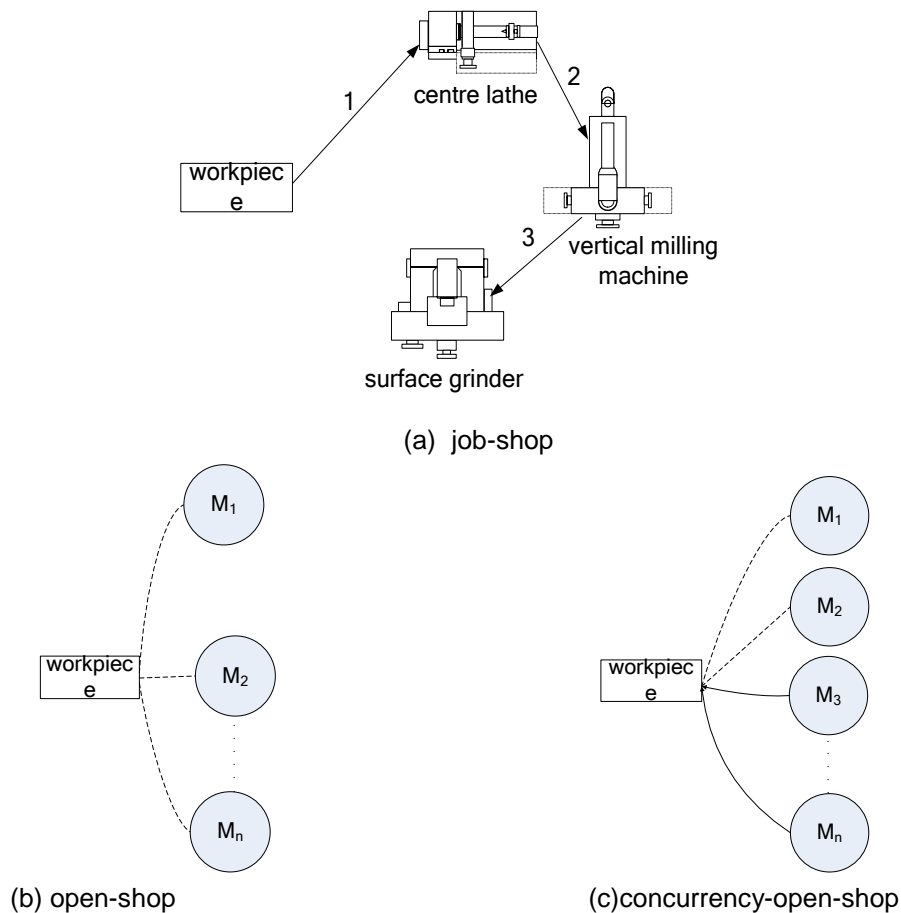 1
2
centre lathe
workpiec
e
3
vertical milling
machine
surface grinder
(a) job-shop
M1
workpiec
e
M2
Mn
(b) open-shop
M1
M2
workpiec
e
M3
Mn
(c)concurrency-open-shop